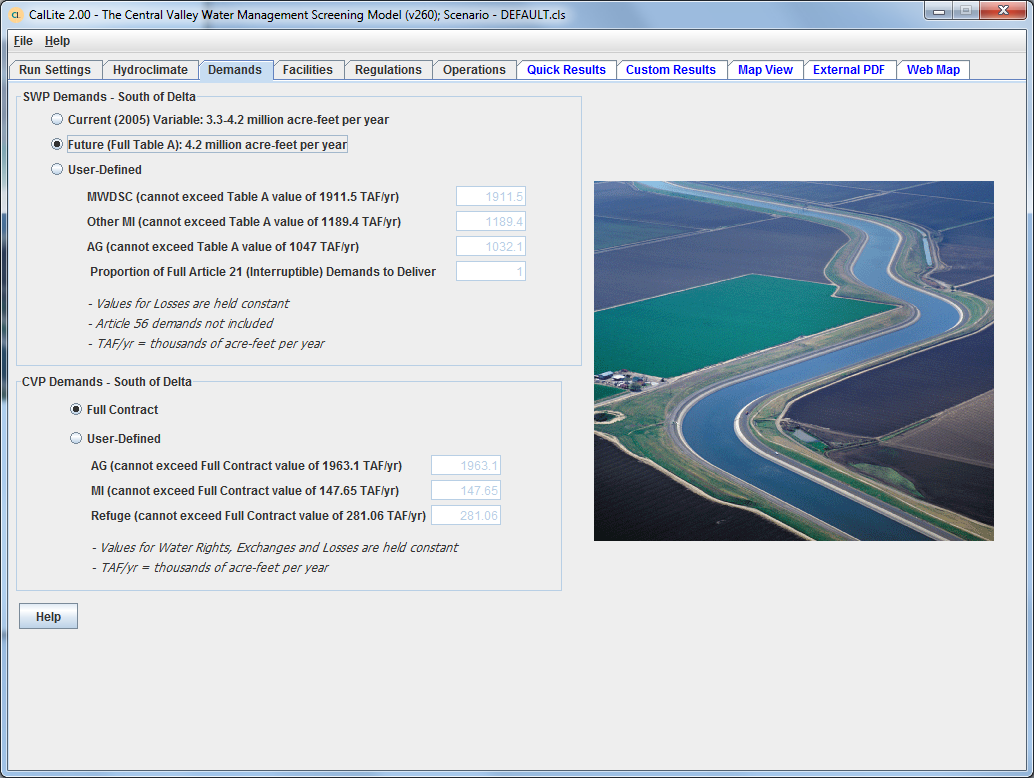 CL CalLite 2.00 - The Central Valley Water Management Screening Model (v260); Scenario - DEFAULT.cls
File Help
Run Settings Hydroclimate Demands Facilities Regulations Operations Quick Results Custom Results Map View External PDF Web Map
SWP Demands - South of Delta
Current (2005) Variable: 3.3-4.2 million acre-feet per year
Future (Full Table A): 4.2 million acre-feet per year
User-Defined
MWDSC (cannot exceed Table A value of 1911.5 TAF/yr) 1911.5
Other MI (cannot exceed Table A value of 1189.4 TAF/yr) 1189.4
AG (cannot exceed Table A value of 1047 TAF/yr) 1032.1
Proportion of Full Article 21 (Interruptible) Demands to Deliver 1
- Values for Losses are held constant
- Article 56 demands not included
- TAF/yr = thousands of acre-feet per year
CVP Demands - South of Delta
Full Contract
User-Defined
AG (cannot exceed Full Contract value of 1963.1 TAF/yr) 1963.1
MI (cannot exceed Full Contract value of 147.65 TAF/yr) 147.65
Refuge (cannot exceed Full Contract value of 281.06 TAF/yr) 281.06
- Values for Water Rights, Exchanges and Losses are held constant
- TAF/yr = thousands of acre-feet per year
Help